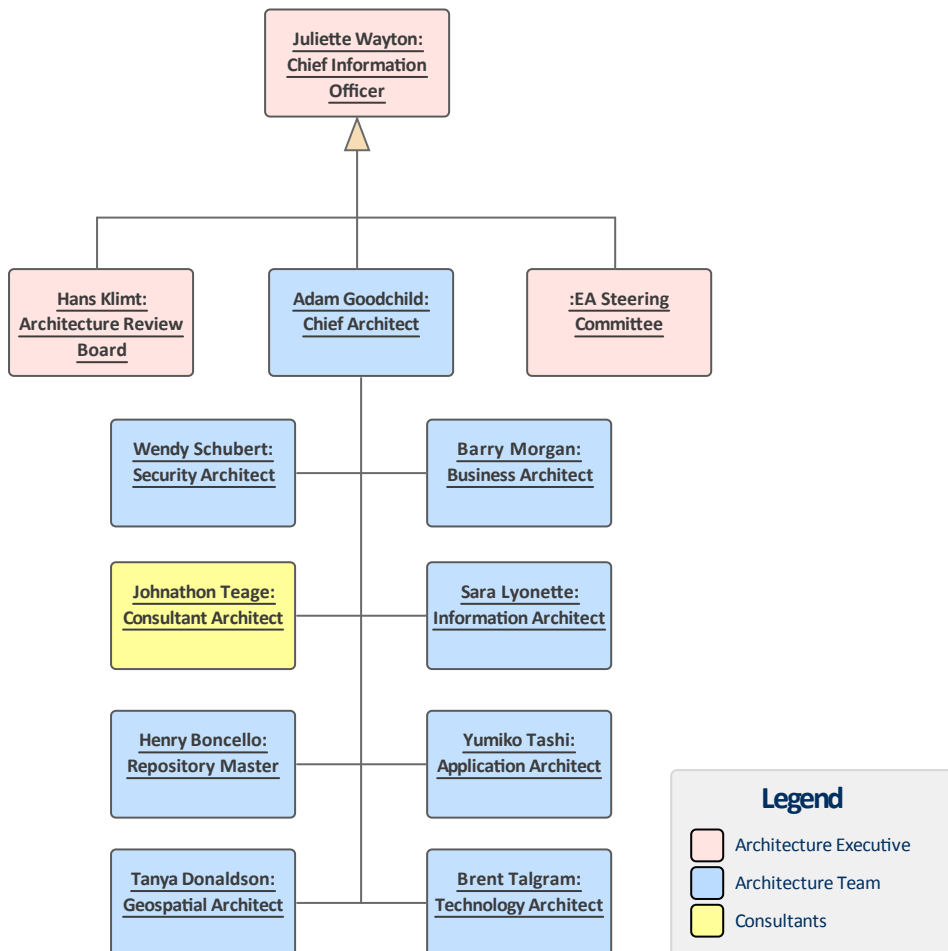 Juliette Wayton:
Chief Information
Officer
Hans Klimt:
Architecture Review
Board
Adam Goodchild:
Chief Architect
:EA Steering
Committee
Wendy Schubert:
Security Architect
Barry Morgan:
Business Architect
Johnathon Teage:
Consultant Architect
Sara Lyonette:
Information Architect
Henry Boncello:
Repository Master
Yumiko Tashi:
Application Architect
Tanya Donaldson:
Geospatial Architect
Brent Talgram:
Technology Architect
Legend
Architecture Executive
Architecture Team
Consultants